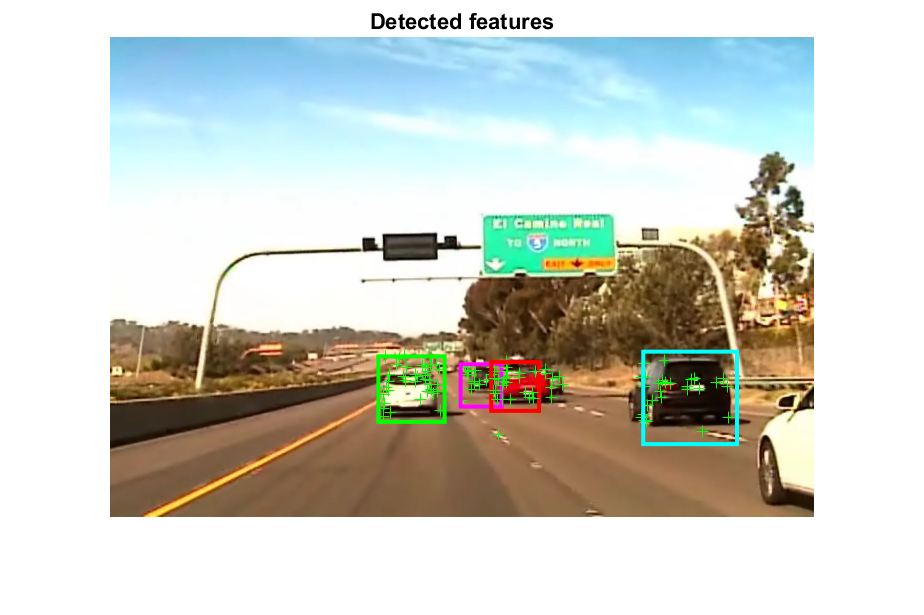 Detected features
El Camino Real
TO 5 NORTH
EXIT ONLY